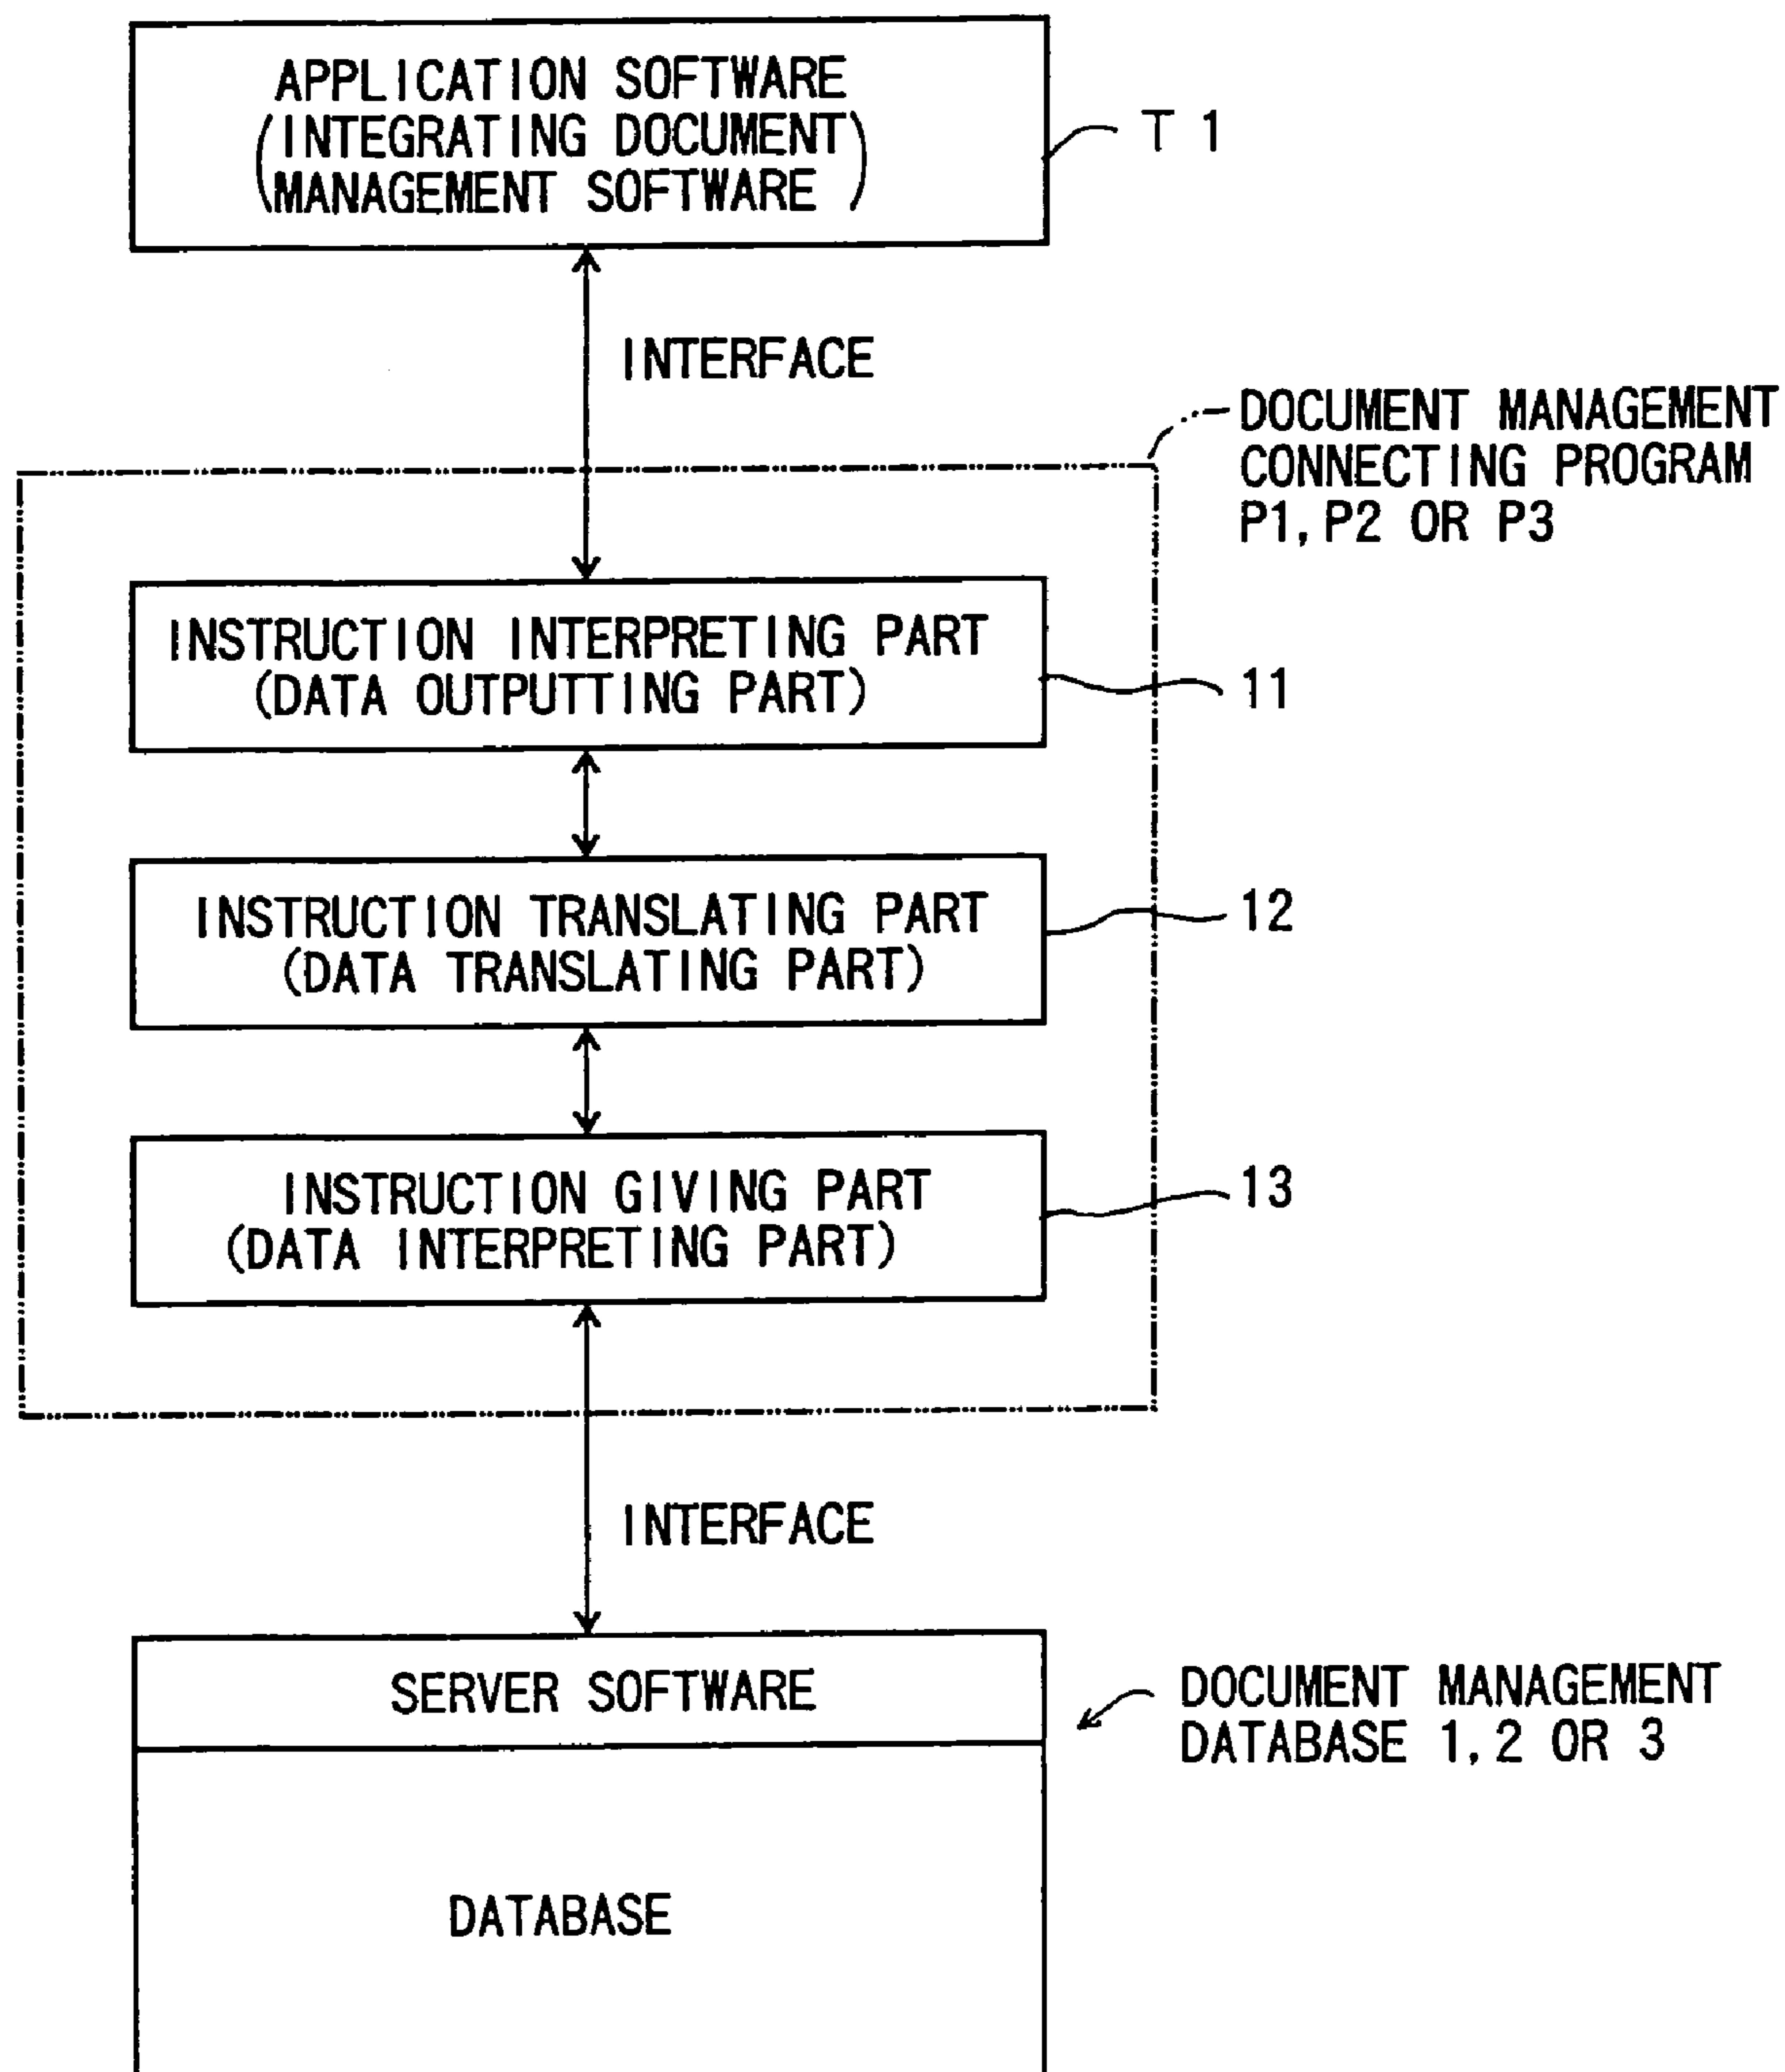 APPLICATION SOFTWARE
(INTEGRATING DOCUMENT
MANAGEMENT SOFTWARE)
T1
INTERFACE
DOCUMENT MANAGEMENT
CONNECTING PROGRAM
P1, P2 OR P3
INSTRUCTION INTERPRETING PART
(DATA OUTPUTTING PART)
11
INSTRUCTION TRANSLATING PART
(DATA TRANSLATING PART)
12
INSTRUCTION GIVING PART
(DATA INTERPRETING PART)
13
INTERFACE
SERVER SOFTWARE
DOCUMENT MANAGEMENT
DATABASE 1, 2 OR 3
DATABASE